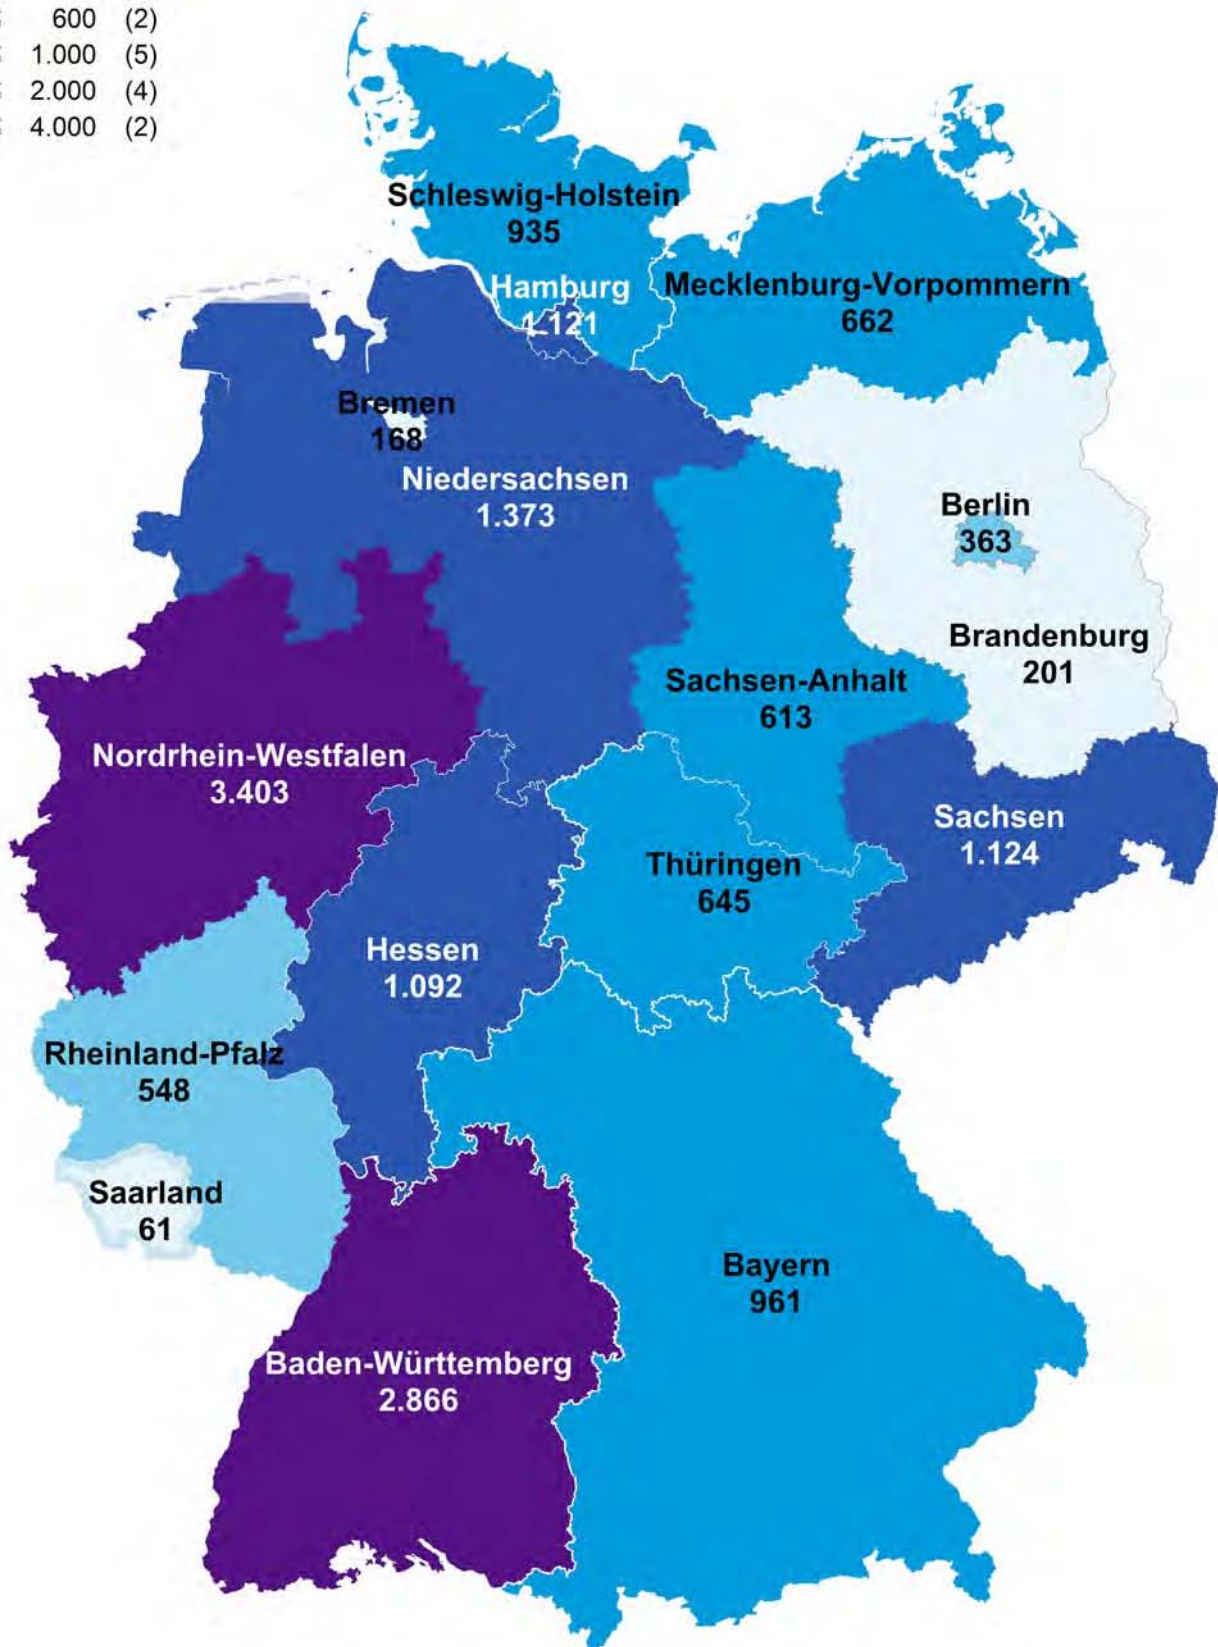 600 (2)
1.000 (5)
2.000 (4)
4.000 (2)
Schleswig-Holstein
935
Hamburg
1.121
Mecklenburg-Vorpommern
662
Bremen
168
Niedersachsen
1.373
Berlin
363
Brandenburg
201
Sachsen-Anhalt
613
Nordrhein-Westfalen
3.403
Sachsen
1.124
Thüringen
645
Hessen
1.092
Rheinland-Pfalz
548
Saarland
61
Bayern
961
Baden-Württemberg
2.866